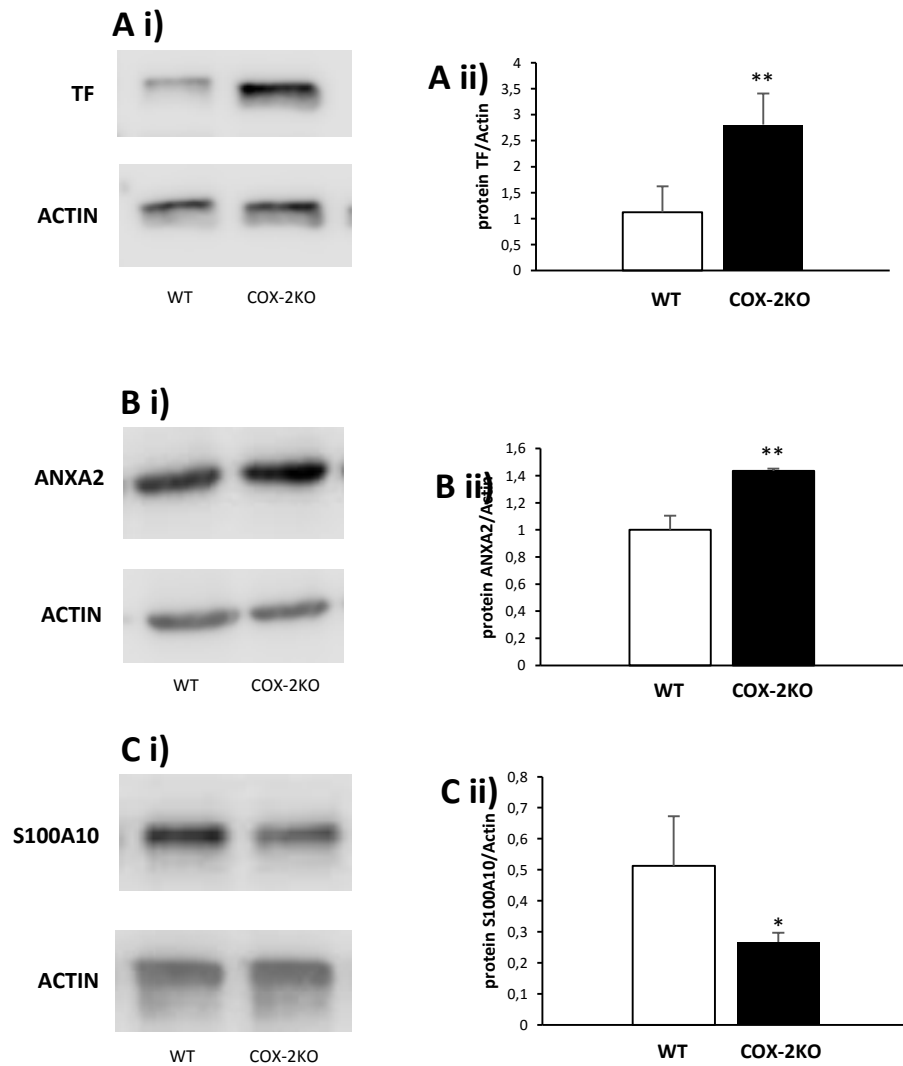 A i)
TF
ACTIN
WT COX-2KO
A ii)
protein TF/Actin
4
3,5
3
2,5
2
1,5
1
0,5
0
**
WT COX-2KO
B i)
ANXA2
ACTIN
WT COX-2KO
B ii)
protein ANXA2/Actin
1,6
1,4
1,2
1
0,8
0,6
0,4
0,2
0
**
WT COX-2KO
C i)
S100A10
ACTIN
WT COX-2KO
C ii)
protein S100A10/Actin
0,8
0,7
0,6
0,5
0,4
0,3
0,2
0,1
0
*
WT COX-2KO